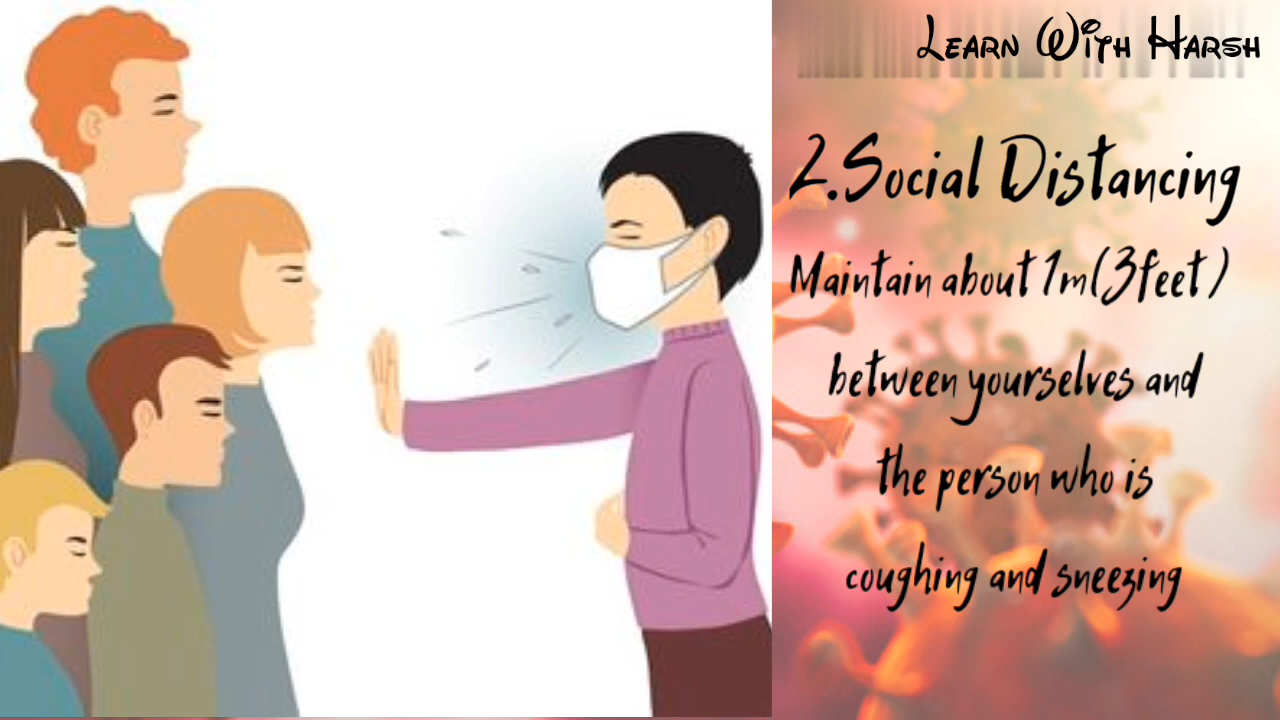 Learn With Harsh
2.Social Distancing
Maintain about 1m(3feet)
between yourselves and
the person who is
coughing and sneezing